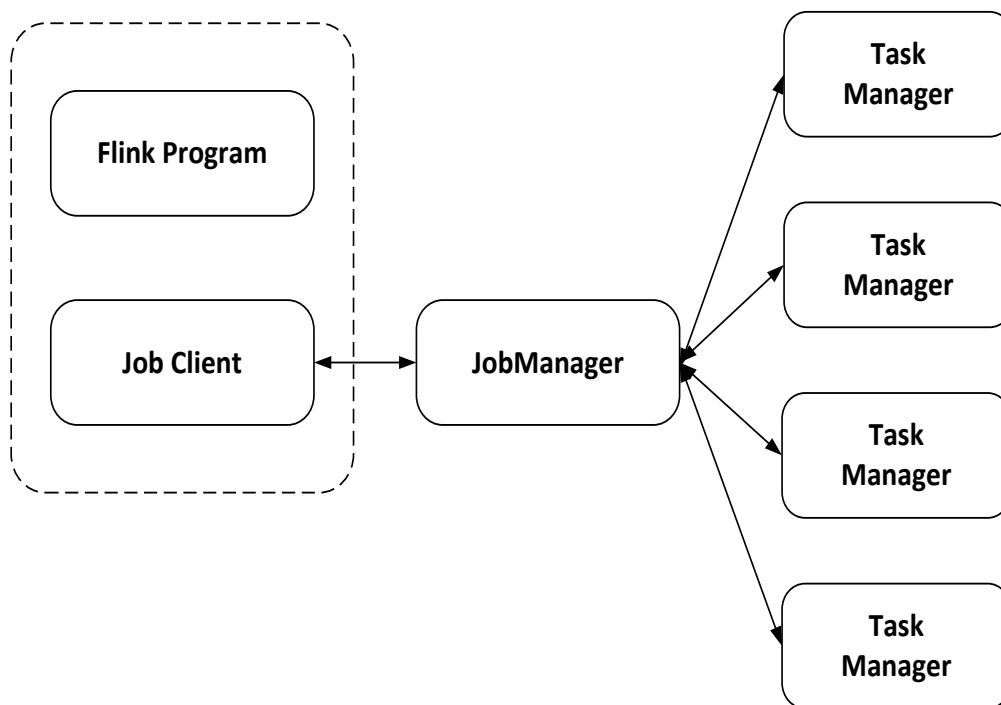 Flink Program
Job Client
JobManager
Task
Manager
Task
Manager
Task
Manager
Task
Manager